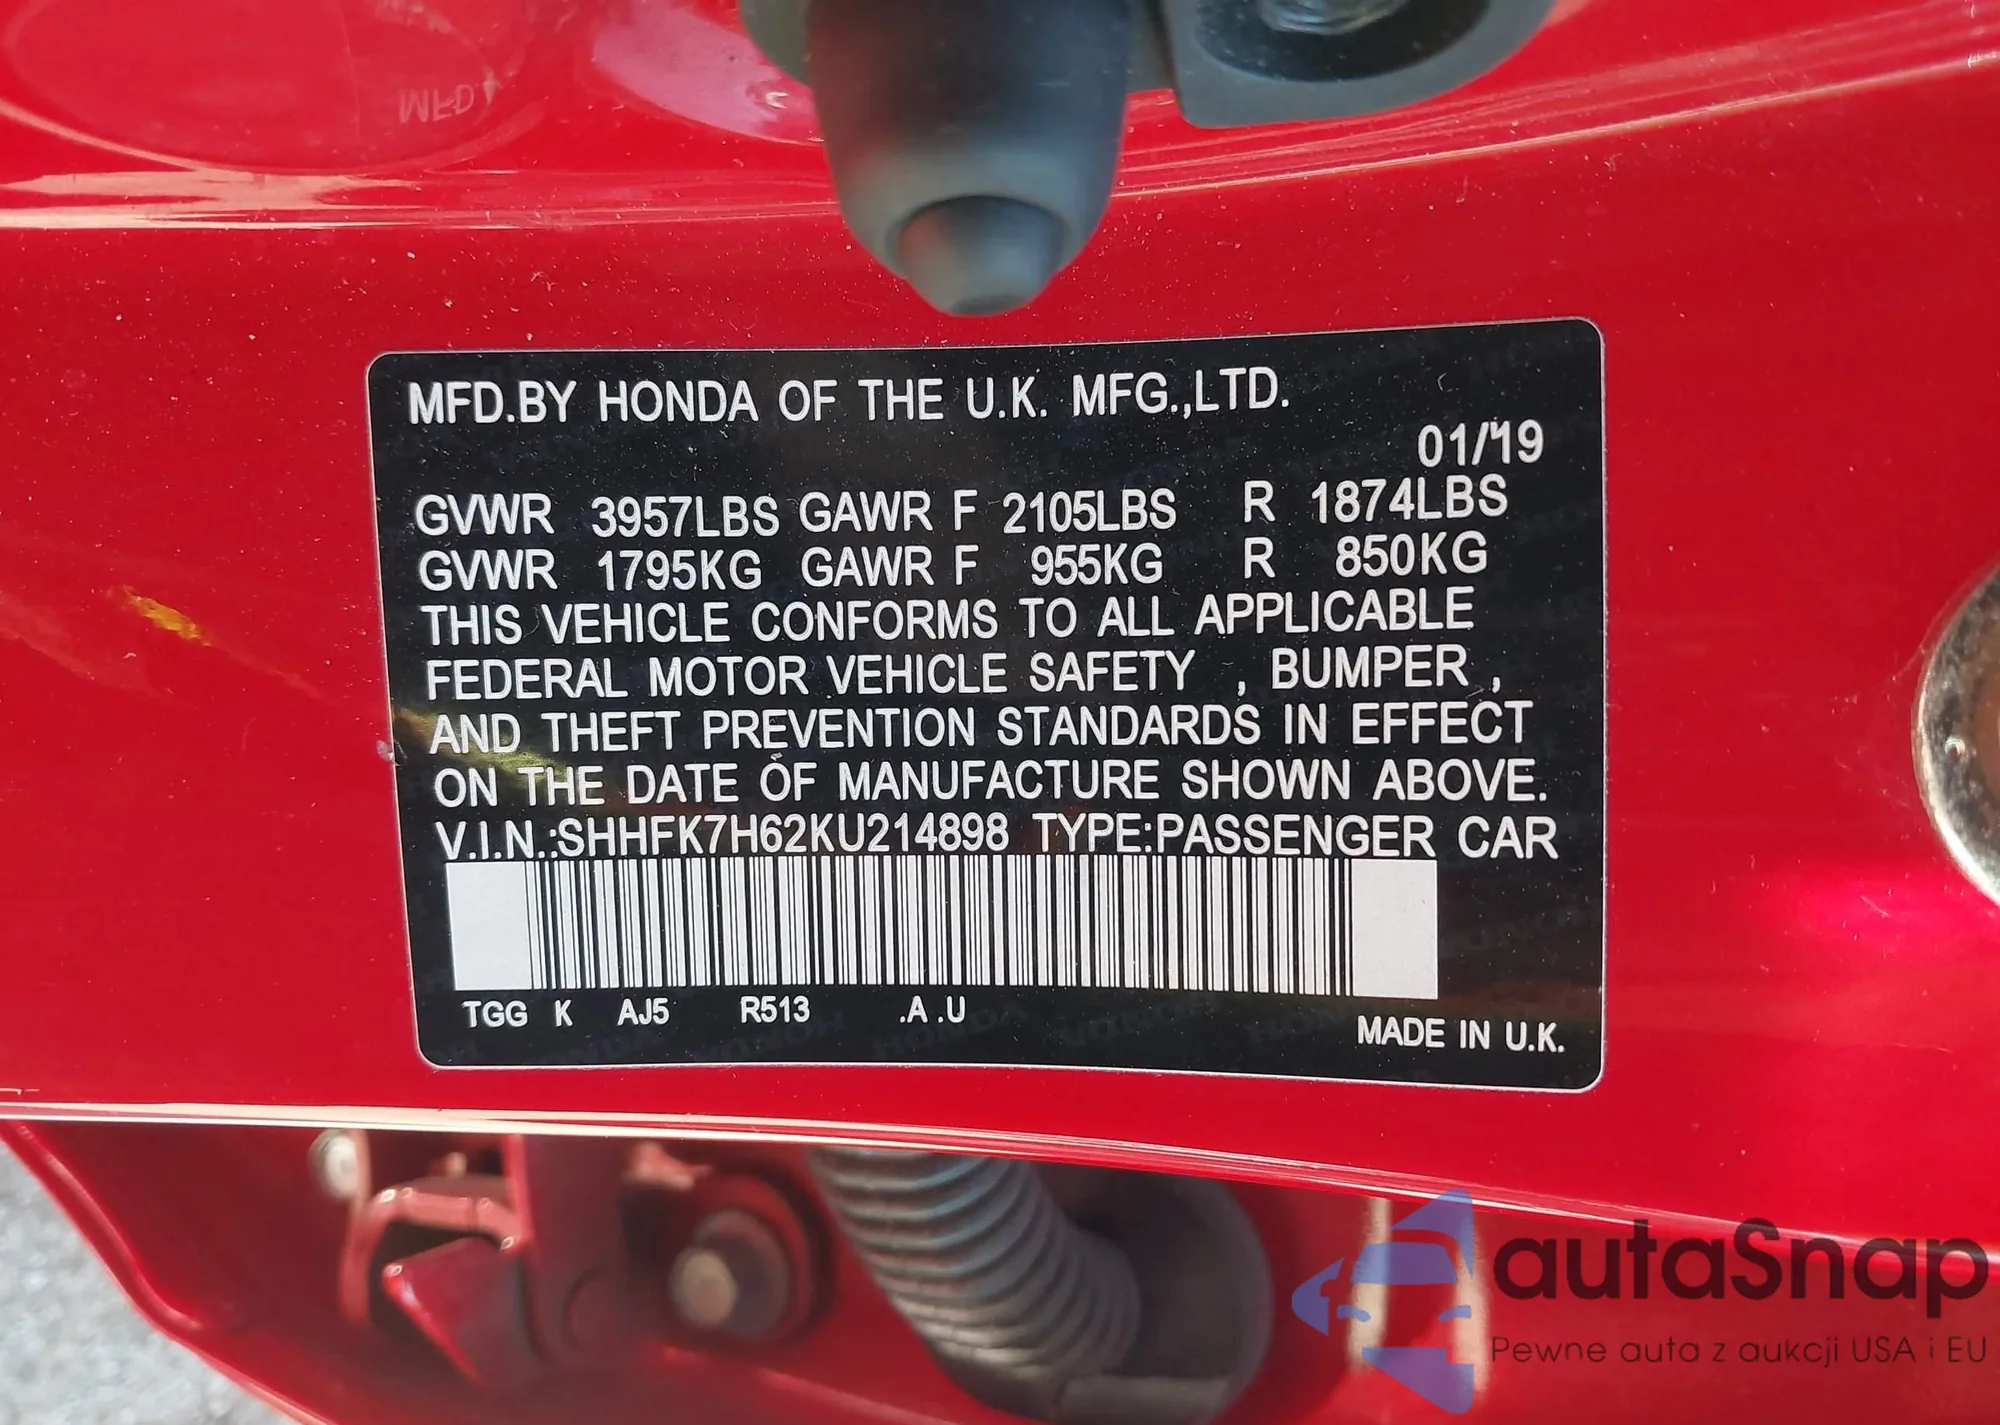 MFD.BY HONDA OF THE U.K. MFG.,LTD.
01/'19
GVWR 3957LBS GAWR F 2105LBS R 1874LBS
GVWR 1795KG GAWR F 955KG R 850KG
THIS VEHICLE CONFORMS TO ALL APPLICABLE
FEDERAL MOTOR VEHICLE SAFETY , BUMPER ,
AND THEFT PREVENTION STANDARDS IN EFFECT
ON THE DATE OF MANUFACTURE SHOWN ABOVE.
V.I.N.:SHHFK7H62KU214898 TYPE:PASSENGER CAR
TGG K AJ5 R513 .A .U
MADE IN U.K.
autaSnap
Pewne auta z aukcji USA i EU